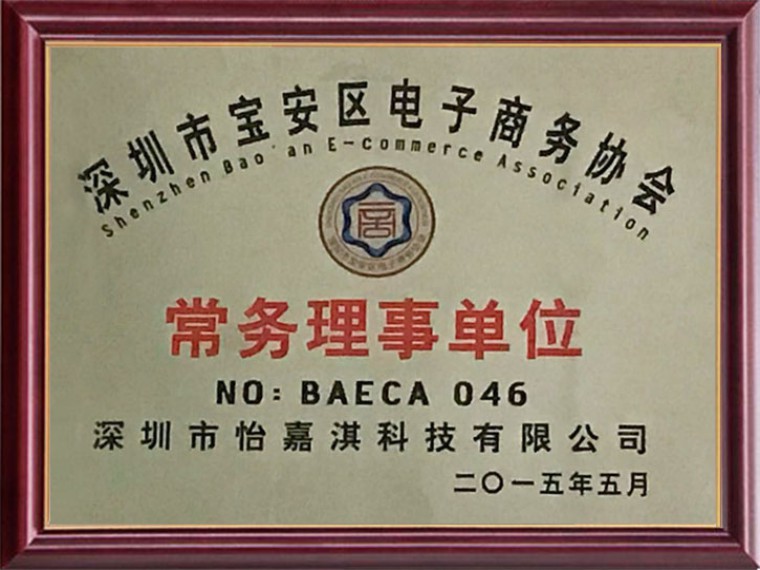 深圳市宝安区电子商务协会
Shenzhen Bao'an E-commerce Association
常务理事单位
NO: BAECA 046
深圳市怡嘉淇科技有限公司
二〇一五年五月